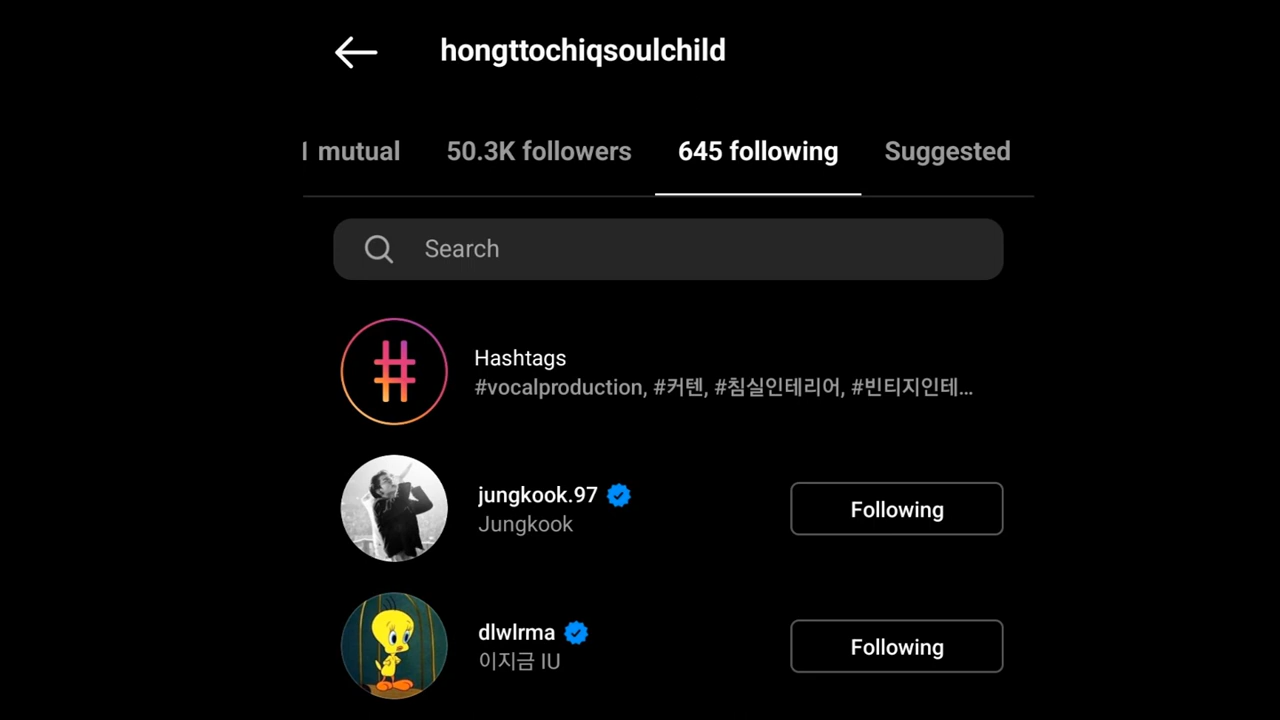 hongttochiqsoulchild
1 mutual 50.3K followers 645 following Suggested
Search
Hashtags
#vocalproduction, #커텐, #침실인테리어, #빈티지인테...
jungkook.97
Jungkook
Following
dlwlrma
이지금 IU
Following